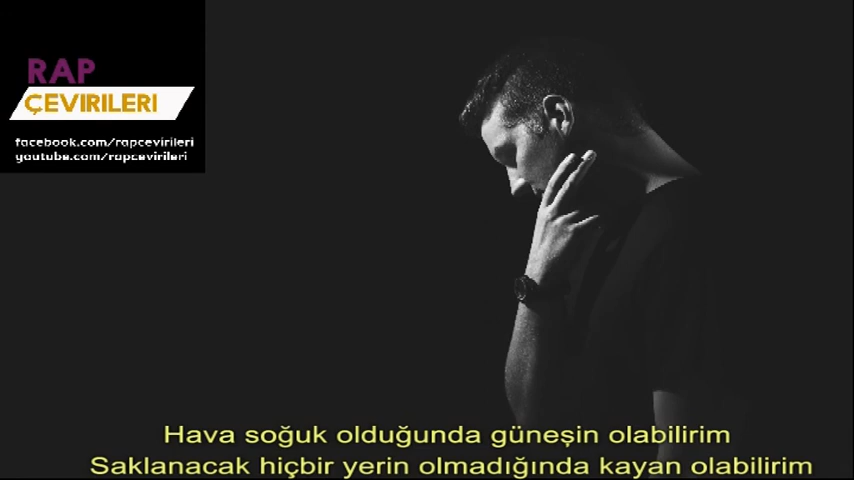 RAP
ÇEVIRILERI
facebook.com/rapcevirileri
youtube.com/rapcevirileri
Hava soğuk olduğunda güneşin olabilirim
Saklanacak hiçbir yerin olmadığında kayan olabilirim